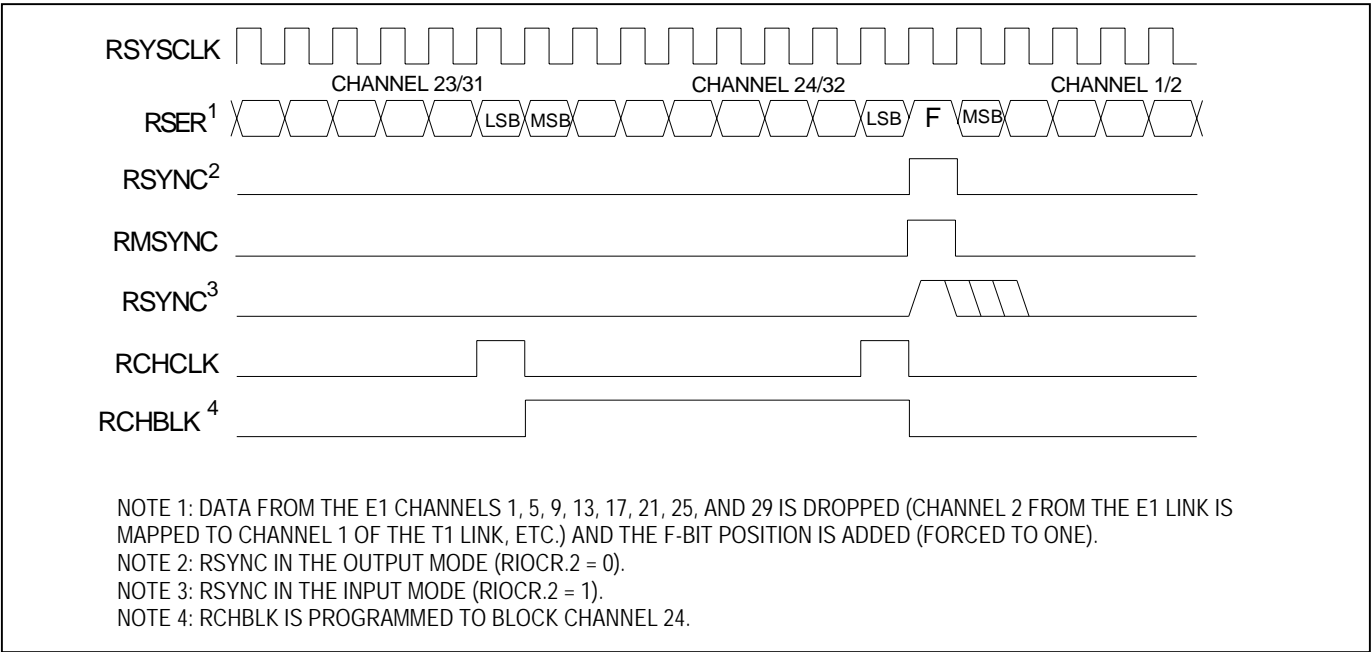 RSYSCLK
CHANNEL 23/31 CHANNEL 24/32 CHANNEL 1/2
RSER1 LSB MSB LSB F MSB
RSYNC2
RMSYNC
RSYNC3
RCHCLK
RCHBLK 4
NOTE 1: DATA FROM THE E1 CHANNELS 1, 5, 9, 13, 17, 21, 25, AND 29 IS DROPPED (CHANNEL 2 FROM THE E1 LINK IS
MAPPED TO CHANNEL 1 OF THE T1 LINK, ETC.) AND THE F-BIT POSITION IS ADDED (FORCED TO ONE).
NOTE 2: RSYNC IN THE OUTPUT MODE (RIOCR.2 = 0).
NOTE 3: RSYNC IN THE INPUT MODE (RIOCR.2 = 1).
NOTE 4: RCHBLK IS PROGRAMMED TO BLOCK CHANNEL 24.